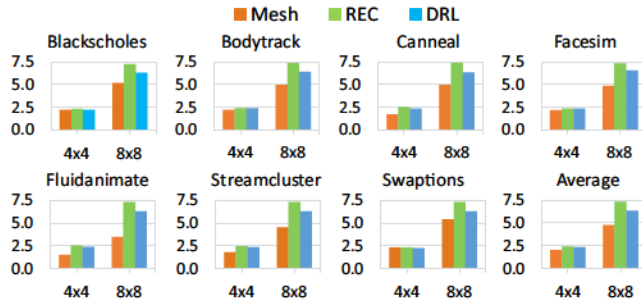 Mesh REC DRL
Blackscholes Bodytrack Canneal Facesim
7.5 7.5 7.5 7.5
5.0 5.0 5.0 5.0
2.5 2.5 2.5 2.5
0.0 0.0 0.0 0.0
4x4 8x8 4x4 8x8 4x4 8x8 4x4 8x8
Fluidanimate Streamcluster Swaptions Average
7.5 7.5 7.5 7.5
5.0 5.0 5.0 5.0
2.5 2.5 2.5 2.5
0.0 0.0 0.0 0.0
4x4 8x8 4x4 8x8 4x4 8x8 4x4 8x8